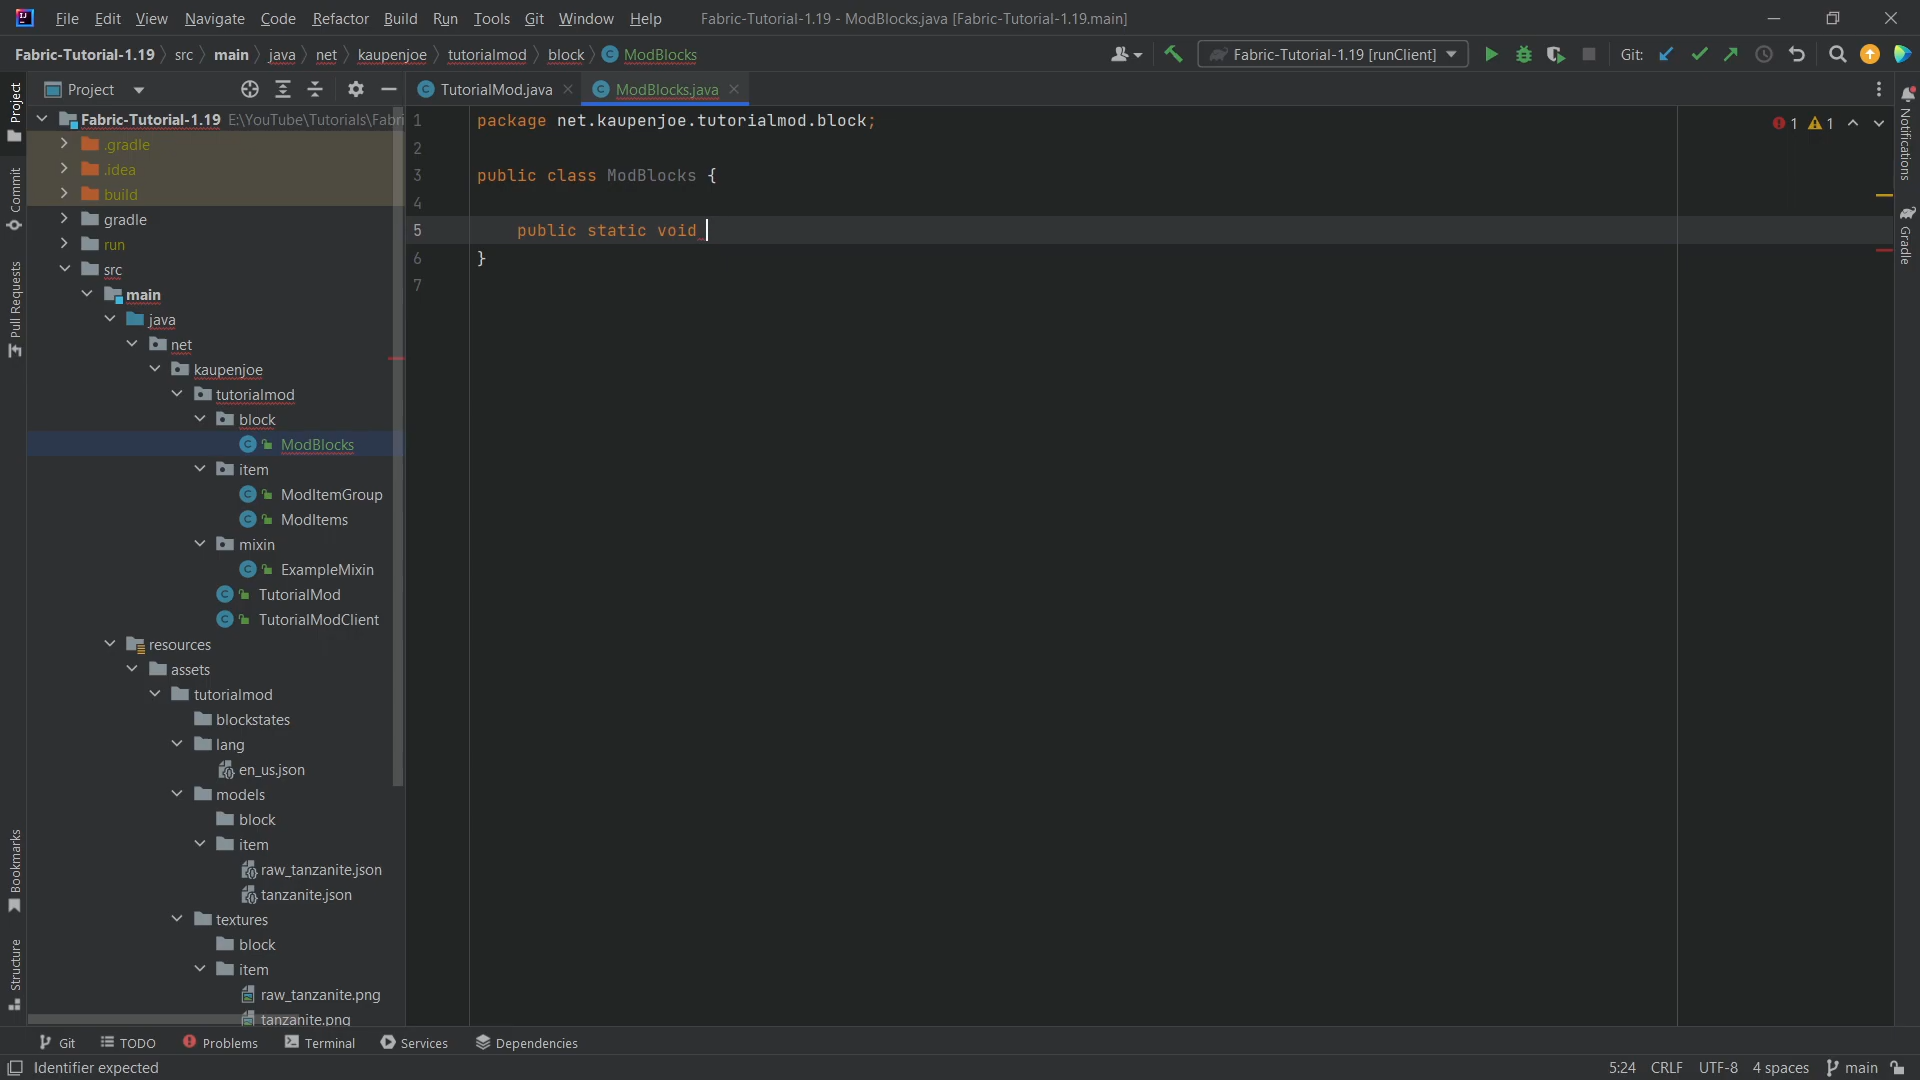 File Edit View Navigate Code Refactor Build Run Tools Git Window Help Fabric-Tutorial-1.19 - ModBlocks.java [Fabric-Tutorial-1.19.main]
Fabric-Tutorial-1.19 src main java net kaupenjoe tutorialmod block ModBlocks Fabric-Tutorial-1.19 [runClient] Git:
Project
TutorialMod.java ModBlocks.java
Fabric-Tutorial-1.19 E:\YouTube\Tutorials\Fabri
.gradle
.idea
build
gradle
run
src
main
java
net
kaupenjoe
tutorialmod
block
ModBlocks
item
ModItemGroup
ModItems
mixin
ExampleMixin
TutorialMod
TutorialModClient
resources
assets
tutorialmod
blockstates
lang
en_us.json
models
block
item
raw_tanzanite.json
tanzanite.json
textures
block
item
raw_tanzanite.png
tanzanite.png
1 package net.kaupenjoe.tutorialmod.block;
2
3 public class ModBlocks {
4
5 public static void
6 }
7
1 1
Project
Commit
Pull Requests
Bookmarks
Structure
Notifications
Gradle
Git TODO Problems Terminal Services Dependencies
Identifier expected 5:24 CRLF UTF-8 4 spaces main